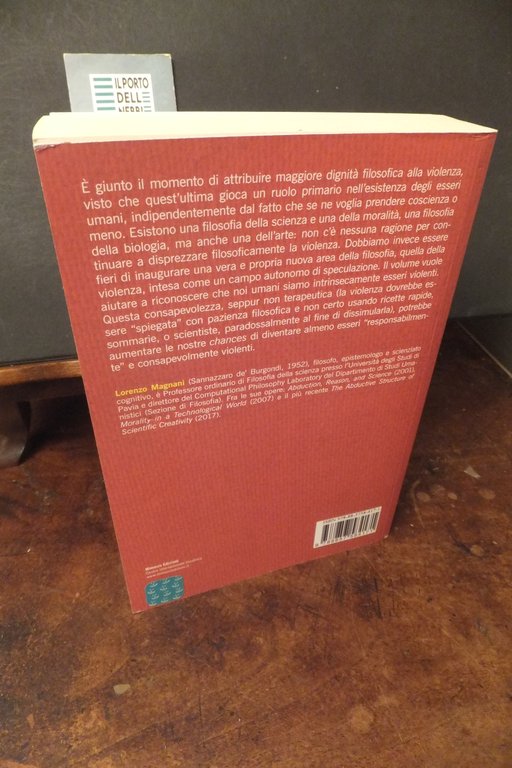 IL PORTO
DELL
NEBBI
È giunto il momento di attribuire maggiore dignità filosofica alla violenza,
visto che quest'ultima gioca un ruolo primario nell'esistenza degli esseri
umani, indipendentemente dal fatto che se ne voglia prendere coscienza o
meno. Esistono una filosofia della scienza e una della moralità, una filosofia
della biologia, ma anche una dell'arte: non c'è nessuna ragione per con-
tinuare a disprezzare filosoficamente la violenza. Dobbiamo invece essere
fieri di inaugurare una vera e propria nuova area della filosofia, quella della
violenza, intesa come un campo autonomo di speculazione. Il volume vuole
aiutare a riconoscere che noi umani siamo intrinsecamente esseri violenti.
Questa consapevolezza, seppur non terapeutica (la violenza dovrebbe es-
sere "spiegata" con pazienza filosofica e non certo usando ricette rapide,
sommarie, o scientiste, paradossalmente al fine di dissimularla), potrebbe
aumentare le nostre chances di diventare almeno esseri "responsabilmen-
te" e consapevolmente violenti.
Lorenzo Magnani (Sannazzaro de' Burgondi, 1952), filosofo, epistemologo e scienziato
cognitivo, è Professore ordinario di Filosofia della scienza presso l'Università degli Studi di
Pavia e direttore del Computational Philosophy Laboratory del Dipartimento di Studi Uma-
nistici (Sezione di Filosofia). Fra le sue opere: Abduction, Reason, and Science (2001),
Morality in a Technological World (2007) e il più recente The Abductive Structure of
Scientific Creativity (2017).
Mimesis Edizioni